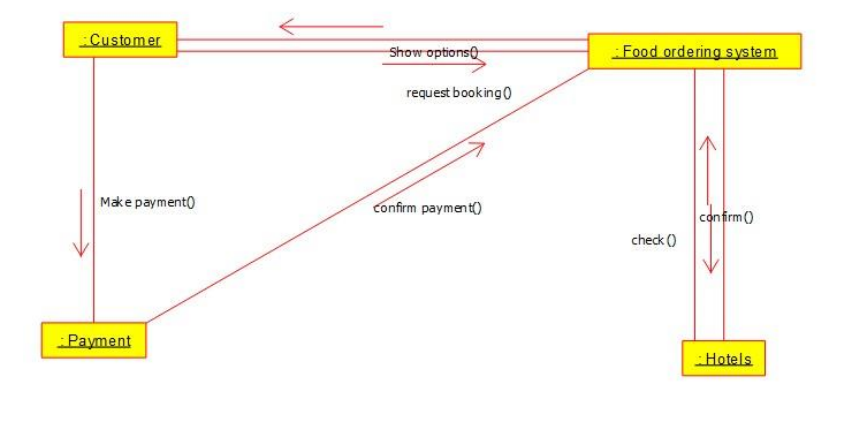 : Customer
: Food ordering system
Show options()
request booking()
Make payment()
confirm payment()
confirm()
check ()
: Payment
: Hotels